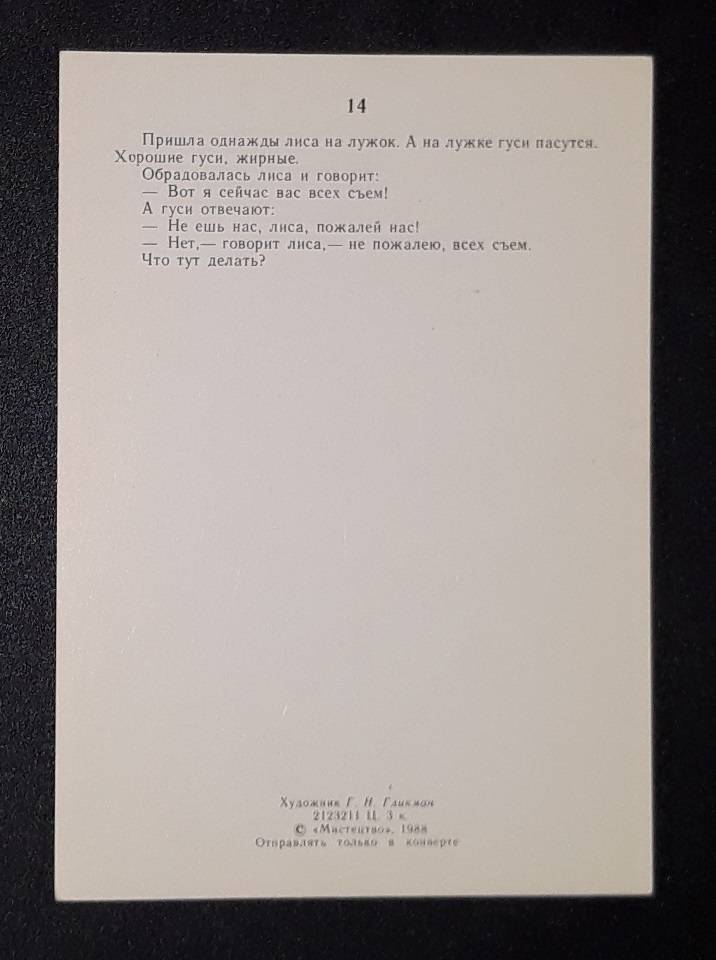 14
Пришла однажды лиса на лужок. А на лужке гуси пасутся.
Хорошие гуси, жирные.
Обрадовалась лиса и говорит:
— Вот я сейчас вас всех съем!
А гуси отвечают:
— Не ешь нас, лиса, пожалей нас!
— Нет,— говорит лиса,— не пожалею, всех съем.
Что тут делать?
Художник Г. Н. Гликман
2123211 Ц. 3 к.
© «Мистецтво», 1988
Отправлять только в конверте